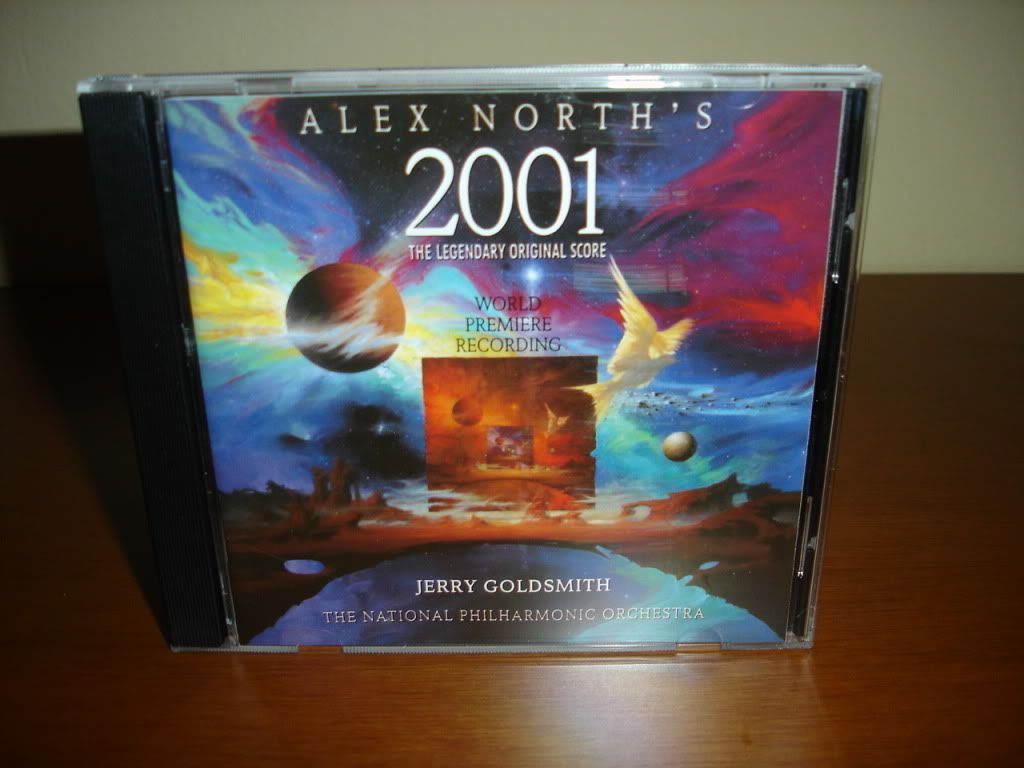 ALEX NORTH'S
2001
THE LEGENDARY ORIGINAL SCORE
WORLD
PREMIERE
RECORDING
JERRY GOLDSMITH
THE NATIONAL PHILHARMONIC ORCHESTRA